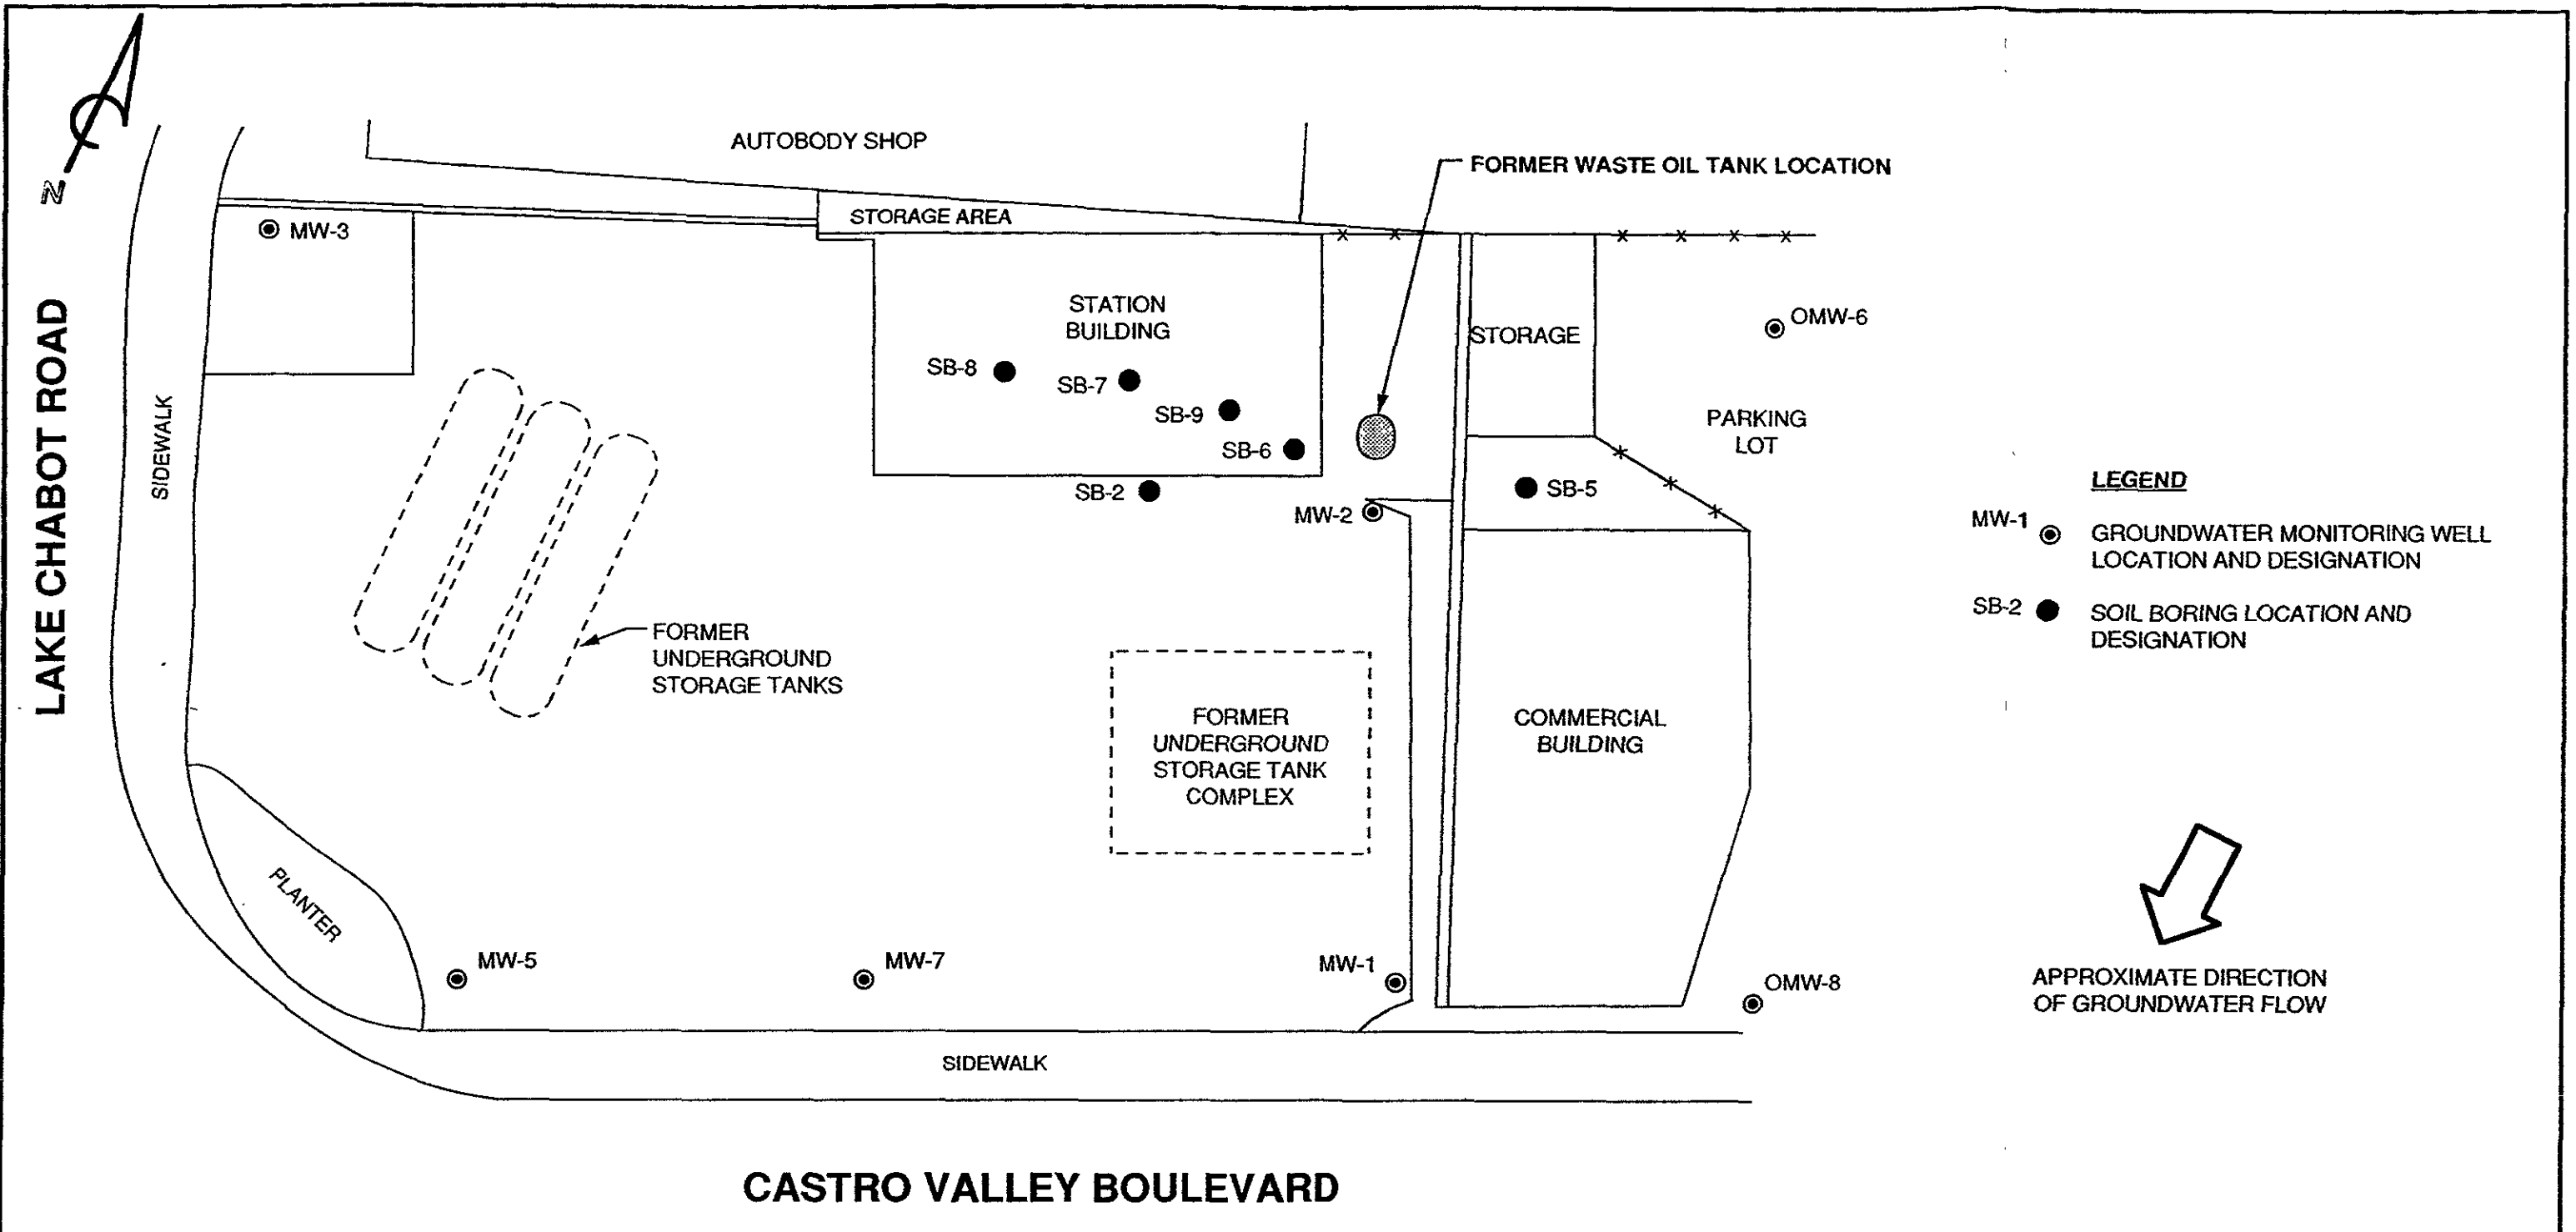 AUTOBODY SHOP
FORMER WASTE OIL TANK LOCATION
N
STORAGE AREA
MW-3
LAKE CHABOT ROAD
SIDEWALK
STATION
BUILDING
STORAGE
OMW-6
SB-8
SB-7
SB-9
SB-6
PARKING
LOT
SB-2
MW-2
SB-5
LEGEND
MW-1
GROUNDWATER MONITORING WELL
LOCATION AND DESIGNATION
SB-2
SOIL BORING LOCATION AND
DESIGNATION
FORMER
UNDERGROUND
STORAGE TANKS
FORMER
UNDERGROUND
STORAGE TANK
COMPLEX
COMMERCIAL
BUILDING
PLANTER
MW-5
MW-7
MW-1
OMW-8
APPROXIMATE DIRECTION
OF GROUNDWATER FLOW
SIDEWALK
CASTRO VALLEY BOULEVARD